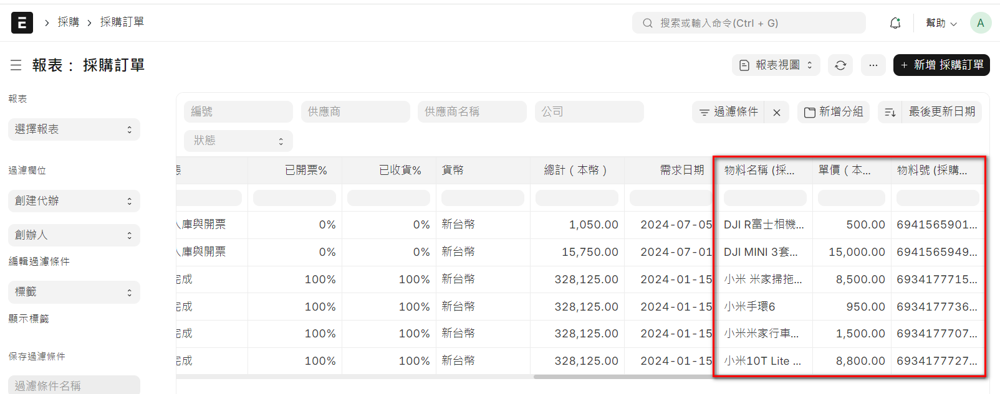 E > 採購 > 採購訂單
搜索或輸入命令(Ctrl + G)
幫助
A
報表： 採購訂單
報表視圖
...
+ 新增 採購訂單
報表
選擇報表
過濾欄位
創建代辦
創辦人
編輯過濾條件
標籤
顯示標籤
保存過濾條件
過濾條件名稱
編號 供應商 供應商名稱 公司
過濾條件 × 新增分組 最後更新日期
狀態
態 已開票% 已收貨% 貨幣 總計（本幣） 需求日期 物料名稱 (採... 單價（本... 物料號 (採購...
入庫與開票 0% 0% 新台幣 1,050.00 2024-07-05 DJI R富士相機... 500.00 6941565901...
入庫與開票 0% 0% 新台幣 15,750.00 2024-07-01 DJI MINI 3套... 15,000.00 6941565949...
完成 100% 100% 新台幣 328,125.00 2024-01-15 小米 米家掃拖... 8,500.00 6934177715...
完成 100% 100% 新台幣 328,125.00 2024-01-15 小米手環6 950.00 6934177736...
完成 100% 100% 新台幣 328,125.00 2024-01-15 小米米家行車... 1,500.00 6934177707...
完成 100% 100% 新台幣 328,125.00 2024-01-15 小米10T Lite ... 8,800.00 6934177727...